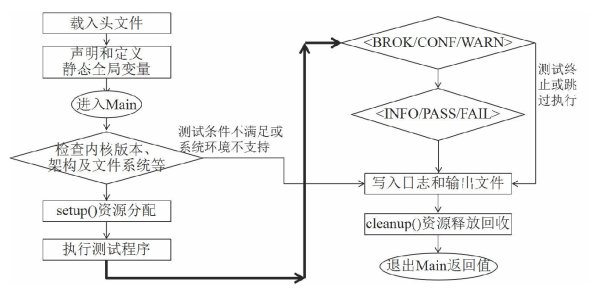 载入头文件
声明和定义
静态全局变量
进入Main
检查内核版本、
架构及文件系统等
测试条件不满足或
系统环境不支持
setup()资源分配
执行测试程序
<BROK/CONF/WARN>
测试终
止或跳
过执行
<INFO/PASS/FAIL>
写入日志和输出文件
cleanup()资源释放回收
退出Main返回值